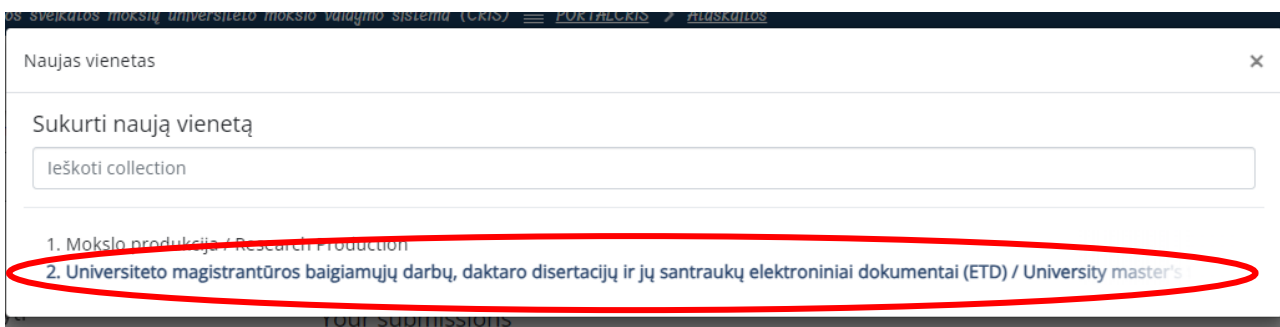 os sveikatos mokslų universiteto mokslo valdymo sistema (CRIS) PORTALCRIS > Ataskaitos
Naujas vienetas ×
Sukurti naują vienetą
Ieškoti collection
1. Mokslo produkcija / Research Production
2. Universiteto magistrantūros baigiamųjų darbų, daktaro disertacijų ir jų santraukų elektroniniai dokumentai (ETD) / University master's
Your submissions